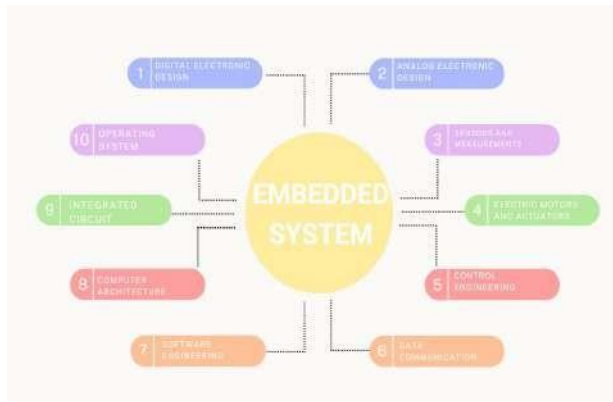 1 DIGITAL ELECTRONIC
DESIGN
2 ANALOG ELECTRONIC
DESIGN
10 OPERATING
SYSTEM
3 SENSORS AND
MEASUREMENTS
EMBEDDED
SYSTEM
9 INTEGRATED
CIRCUIT
4 ELECTRIC MOTORS
AND ACTUATORS
8 COMPUTER
ARCHITECTURE
5 CONTROL
ENGINEERING
7 SOFTWARE
ENGINEERING
6 DATA
COMMUNICATION